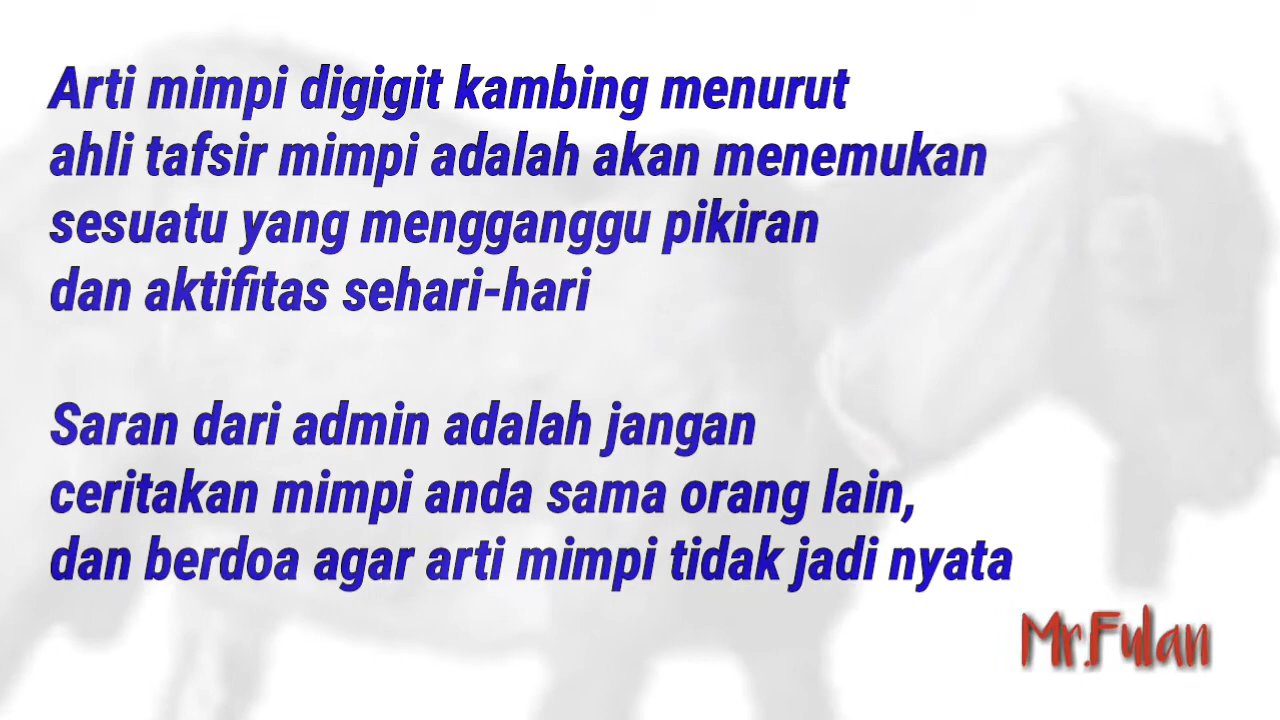 Arti mimpi digigit kambing menurut
ahli tafsir mimpi adalah akan menemukan
sesuatu yang mengganggu pikiran
dan aktifitas sehari-hari
Saran dari admin adalah jangan
ceritakan mimpi anda sama orang lain,
dan berdoa agar arti mimpi tidak jadi nyata
Mr.Fulan